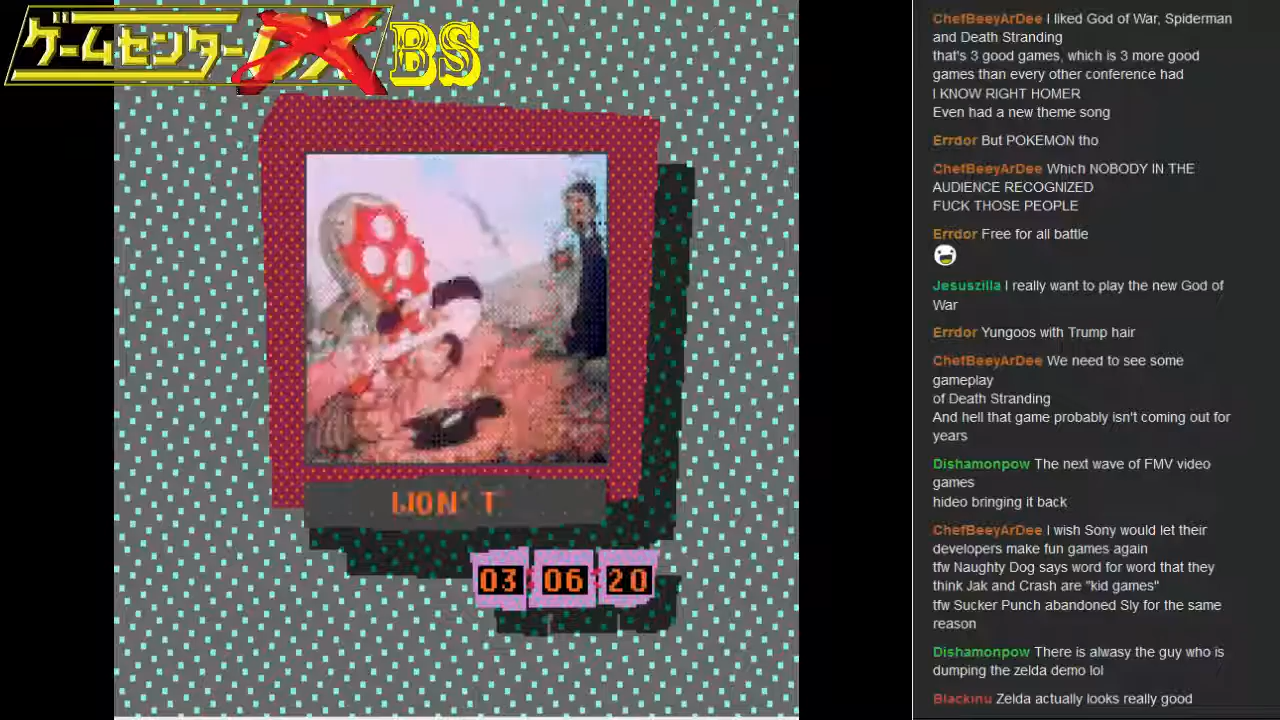 ゲームセンターDX BS
WON'T
03:06:20
ChefBeeyArDee I liked God of War, Spiderman
and Death Stranding
that's 3 good games, which is 3 more good
games than every other conference had
I KNOW RIGHT HOMER
Even had a new theme song
Errdor But POKEMON tho
ChefBeeyArDee Which NOBODY IN THE
AUDIENCE RECOGNIZED
FUCK THOSE PEOPLE
Errdor Free for all battle
Jesuszilla I really want to play the new God of
War
Errdor Yungoos with Trump hair
ChefBeeyArDee We need to see some
gameplay
of Death Stranding
And hell that game probably isn't coming out for
years
Dishamonpow The next wave of FMV video
games
hideo bringing it back
ChefBeeyArDee I wish Sony would let their
developers make fun games again
tfw Naughty Dog says word for word that they
think Jak and Crash are "kid games"
tfw Sucker Punch abandoned Sly for the same
reason
Dishamonpow There is alwasy the guy who is
dumping the zelda demo lol
Blackinu Zelda actually looks really good